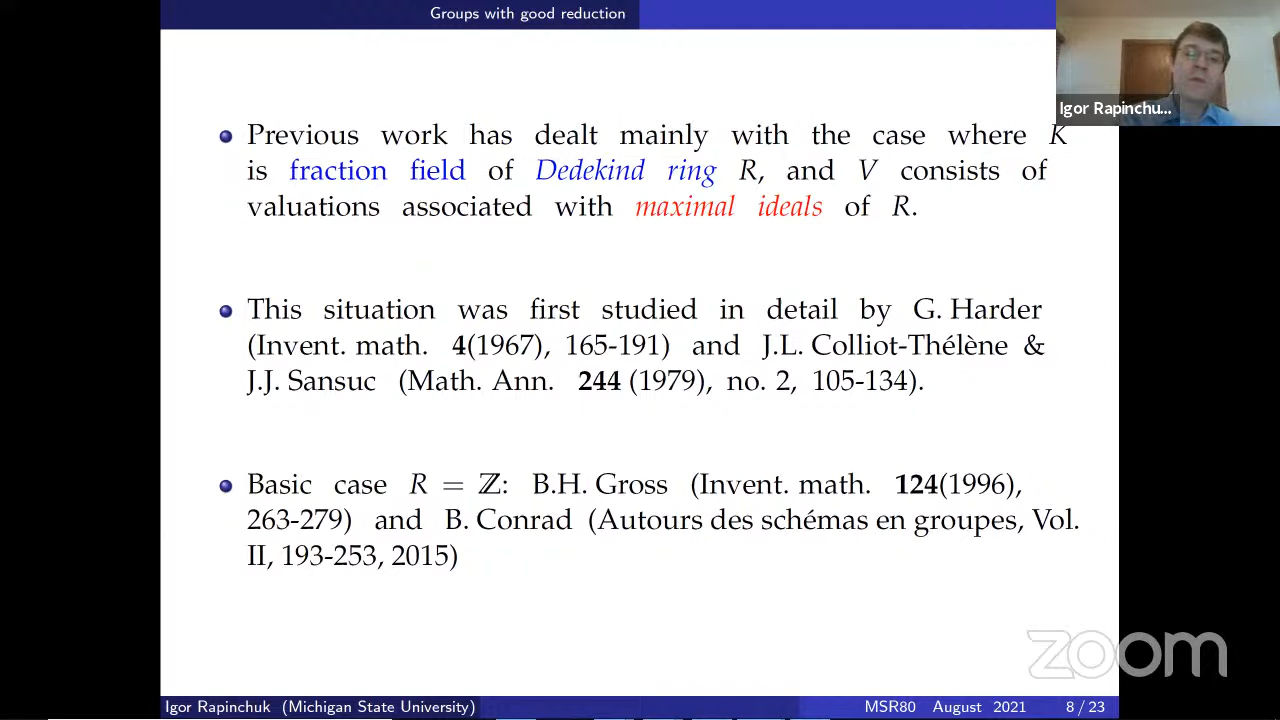 Groups with good reduction
Igor Rapinchu...
Previous work has dealt mainly with the case where K
is fraction field of Dedekind ring R, and V consists of
valuations associated with maximal ideals of R.
This situation was first studied in detail by G. Harder
(Invent. math. 4(1967), 165-191) and J.L. Colliot-Thélène &
J.J. Sansuc (Math. Ann. 244 (1979), no. 2, 105-134).
Basic case R = ℤ: B.H. Gross (Invent. math. 124(1996),
263-279) and B. Conrad (Autours des schémas en groupes, Vol.
II, 193-253, 2015)
zoom
Igor Rapinchuk (Michigan State University) MSR80 August 2021 8 / 23